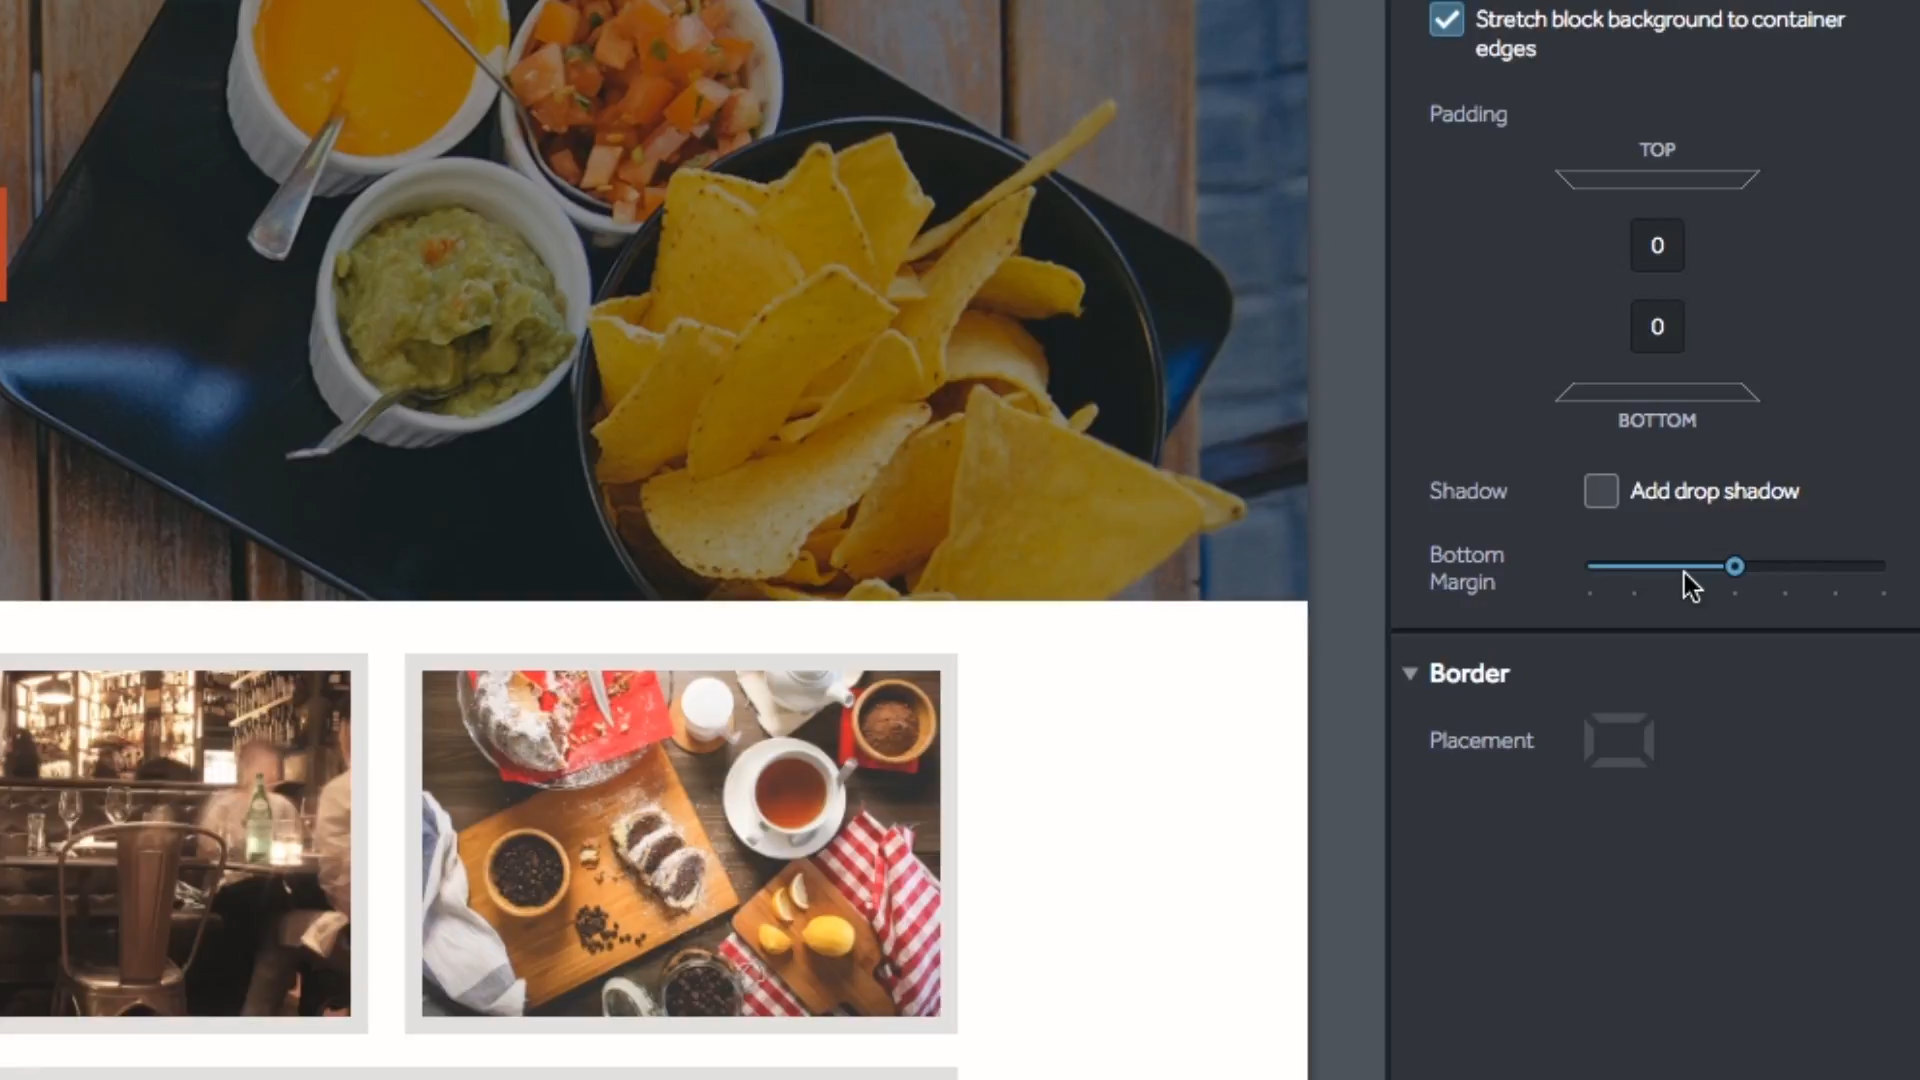 Stretch block background to container
edges
Padding
TOP
0
0
BOTTOM
Shadow
Add drop shadow
Bottom
Margin
Border
Placement